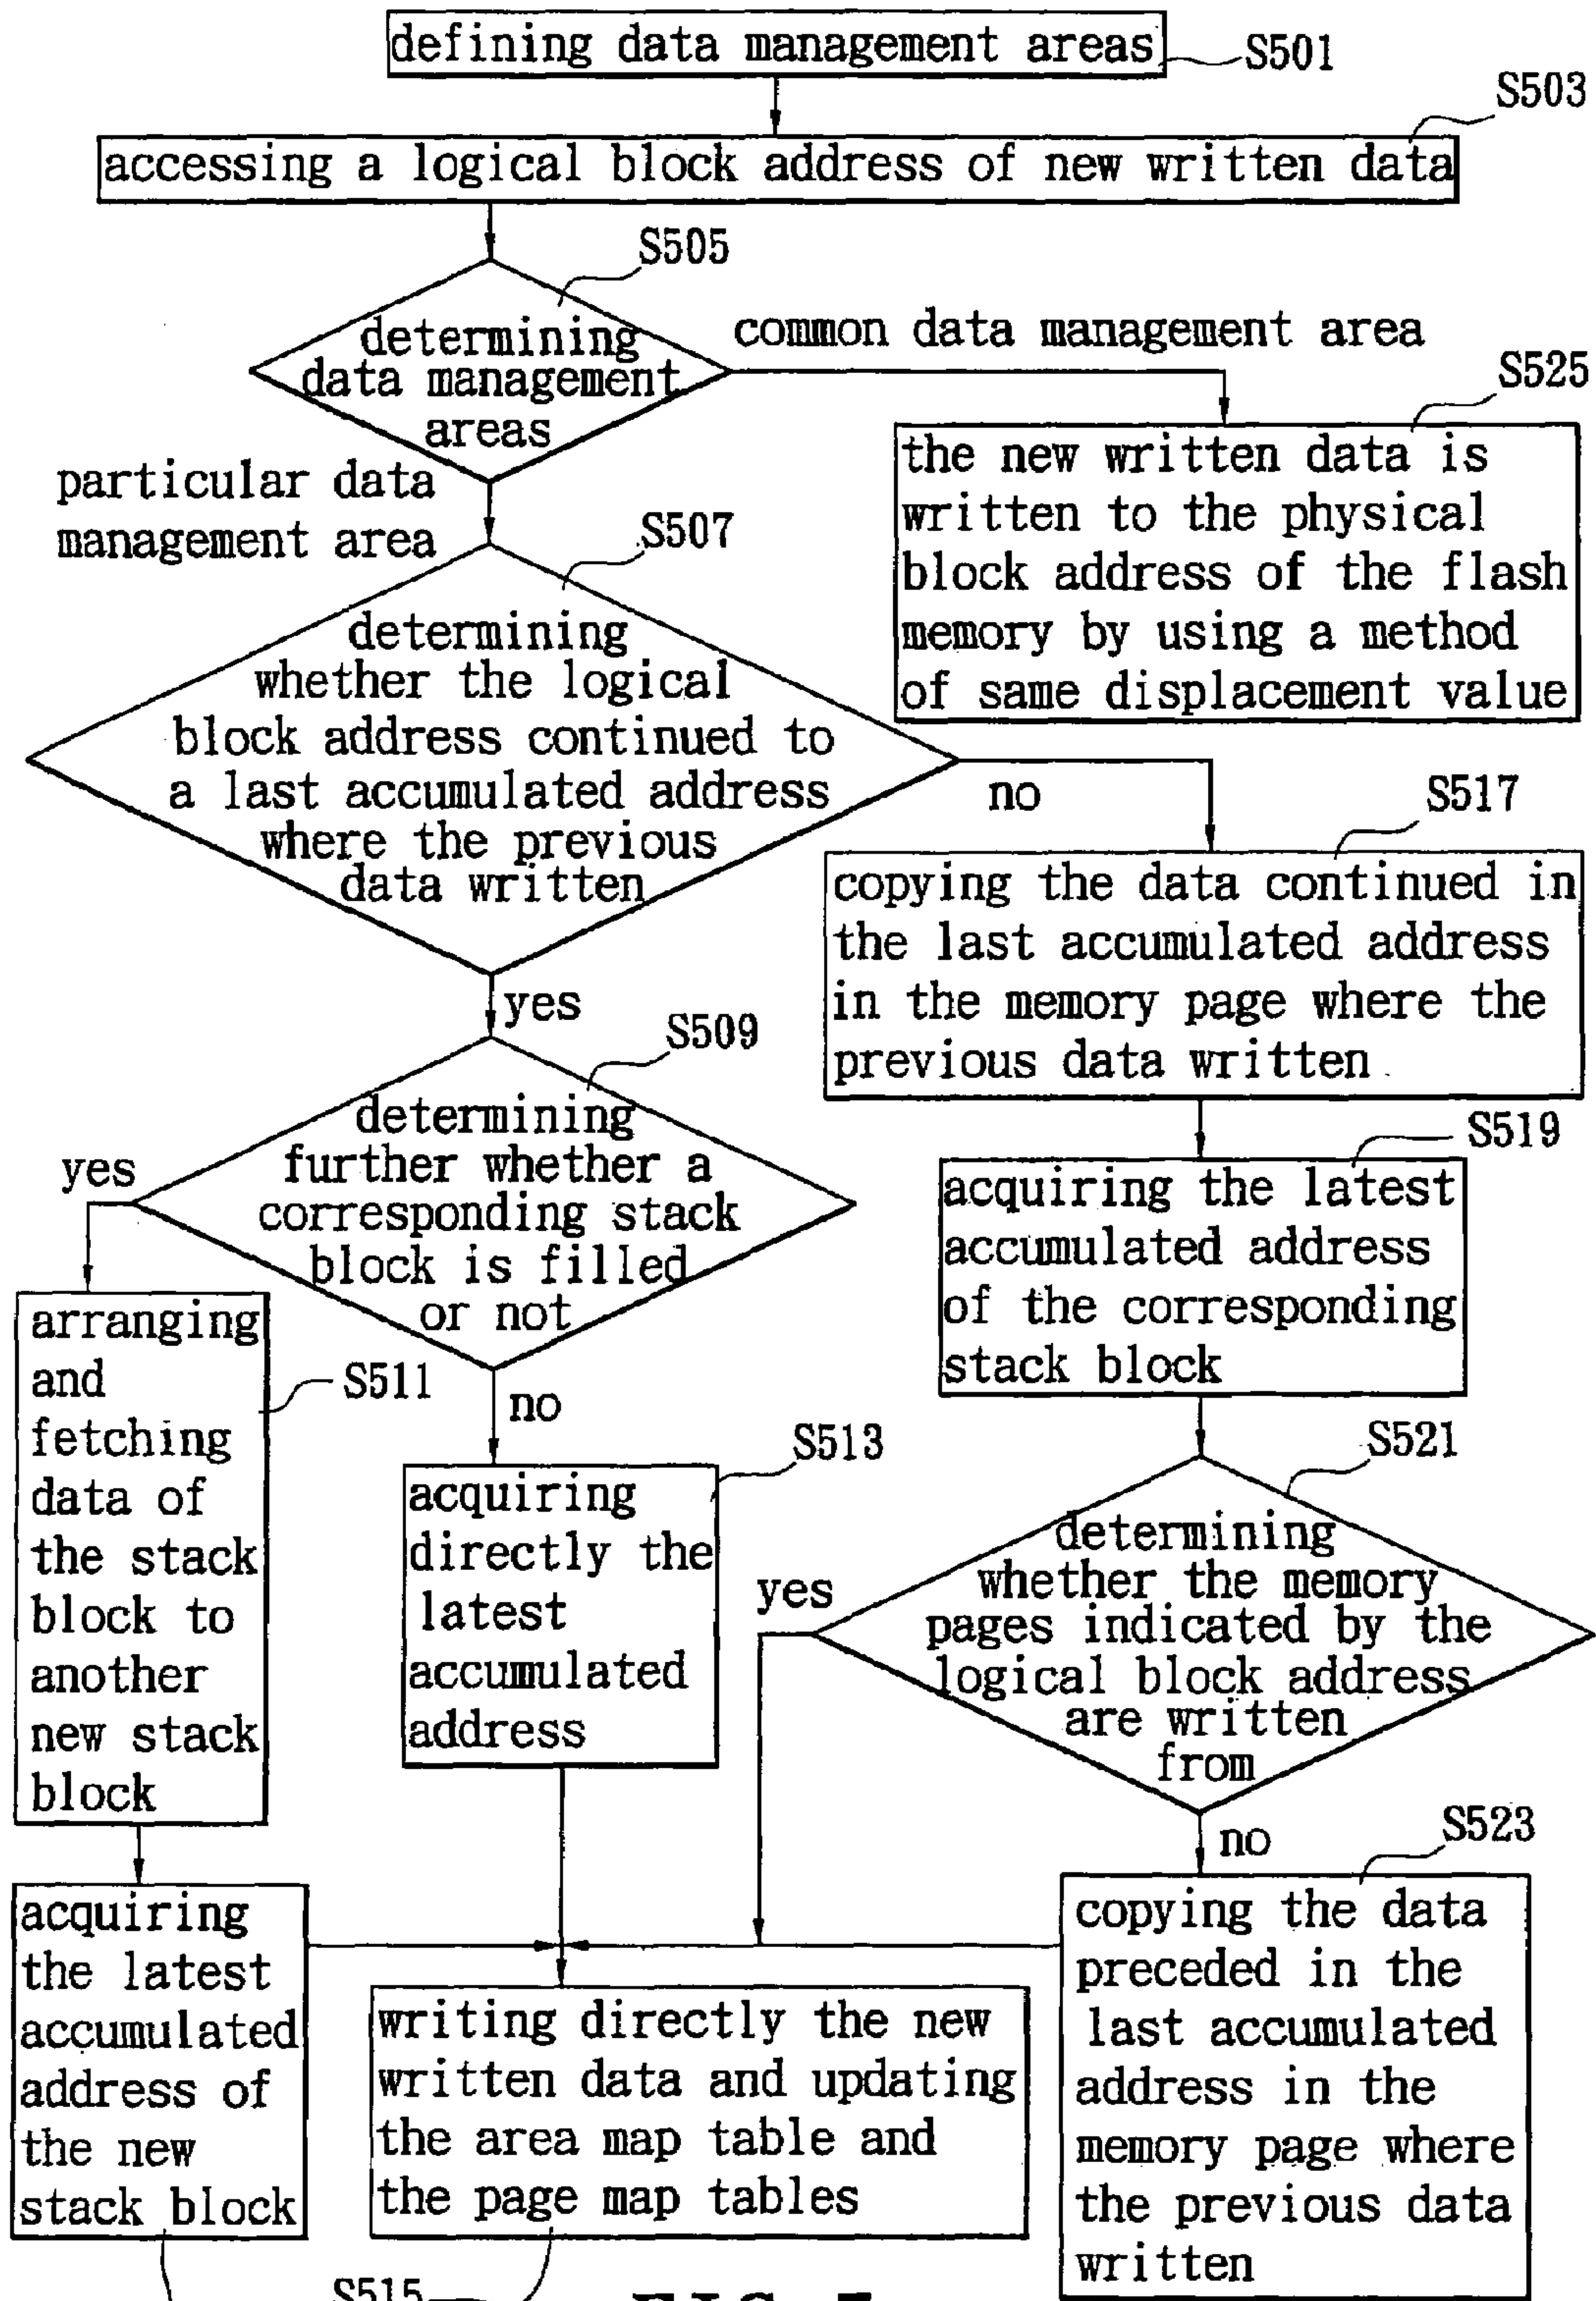 defining data management areas
S501
S503
accessing a logical block address of new written data
S505
determining
data management
areas
common data management area
S525
the new written data is
written to the physical
block address of the flash
memory by using a method
of same displacement value
particular data
management area
S507
determining
whether the logical
block address continued to
a last accumulated address
where the previous
data written
no
S517
copying the data continued in
the last accumulated address
in the memory page where the
previous data written
yes
S509
determining
further whether a
corresponding stack
block is filled
or not
yes
S519
acquiring the latest
accumulated address
of the corresponding
stack block
arranging
and
fetching
data of
the stack
block to
another
new stack
block
S511
no
S513
acquiring
directly the
latest
accumulated
address
S521
determining
whether the memory
pages indicated by the
logical block address
are written
from
yes
no
S523
copying the data
preceded in the
last accumulated
address in the
memory page where
the previous data
written
acquiring
the latest
accumulated
address of
the new
stack block
writing directly the new
written data and updating
the area map table and
the page map tables
S515